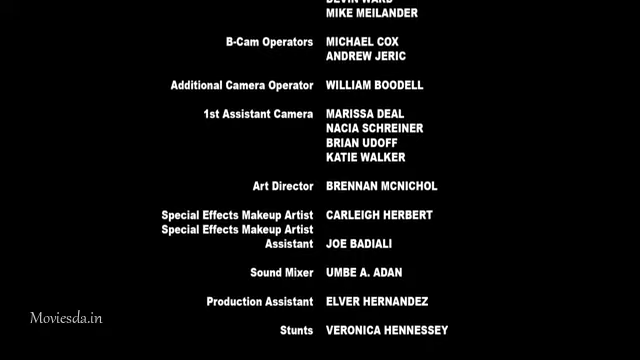 MIKE MEILANDER
B-Cam Operators MICHAEL COX
ANDREW JERIC
Additional Camera Operator WILLIAM BOODELL
1st Assistant Camera MARISSA DEAL
NACIA SCHREINER
BRIAN UDOFF
KATIE WALKER
Art Director BRENNAN MCNICHOL
Special Effects Makeup Artist CARLEIGH HERBERT
Special Effects Makeup Artist
Assistant JOE BADIALI
Sound Mixer UMBE A. ADAN
Production Assistant ELVER HERNANDEZ
Moviesda.in
Stunts VERONICA HENNESSEY